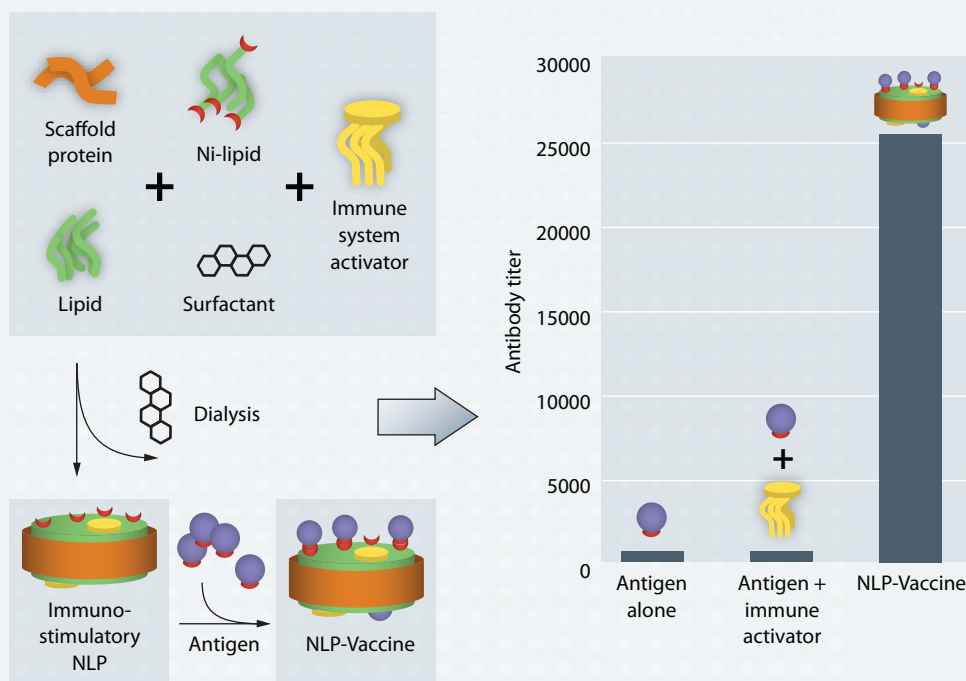 Scaffold
protein
Ni-lipid
Immune
system
activator
Lipid
Surfactant
Dialysis
Immuno-
stimulatory
NLP
Antigen
NLP-Vaccine
Antibody titer
30000
25000
20000
15000
10000
5000
0
Antigen
alone
Antigen +
immune
activator
NLP-Vaccine